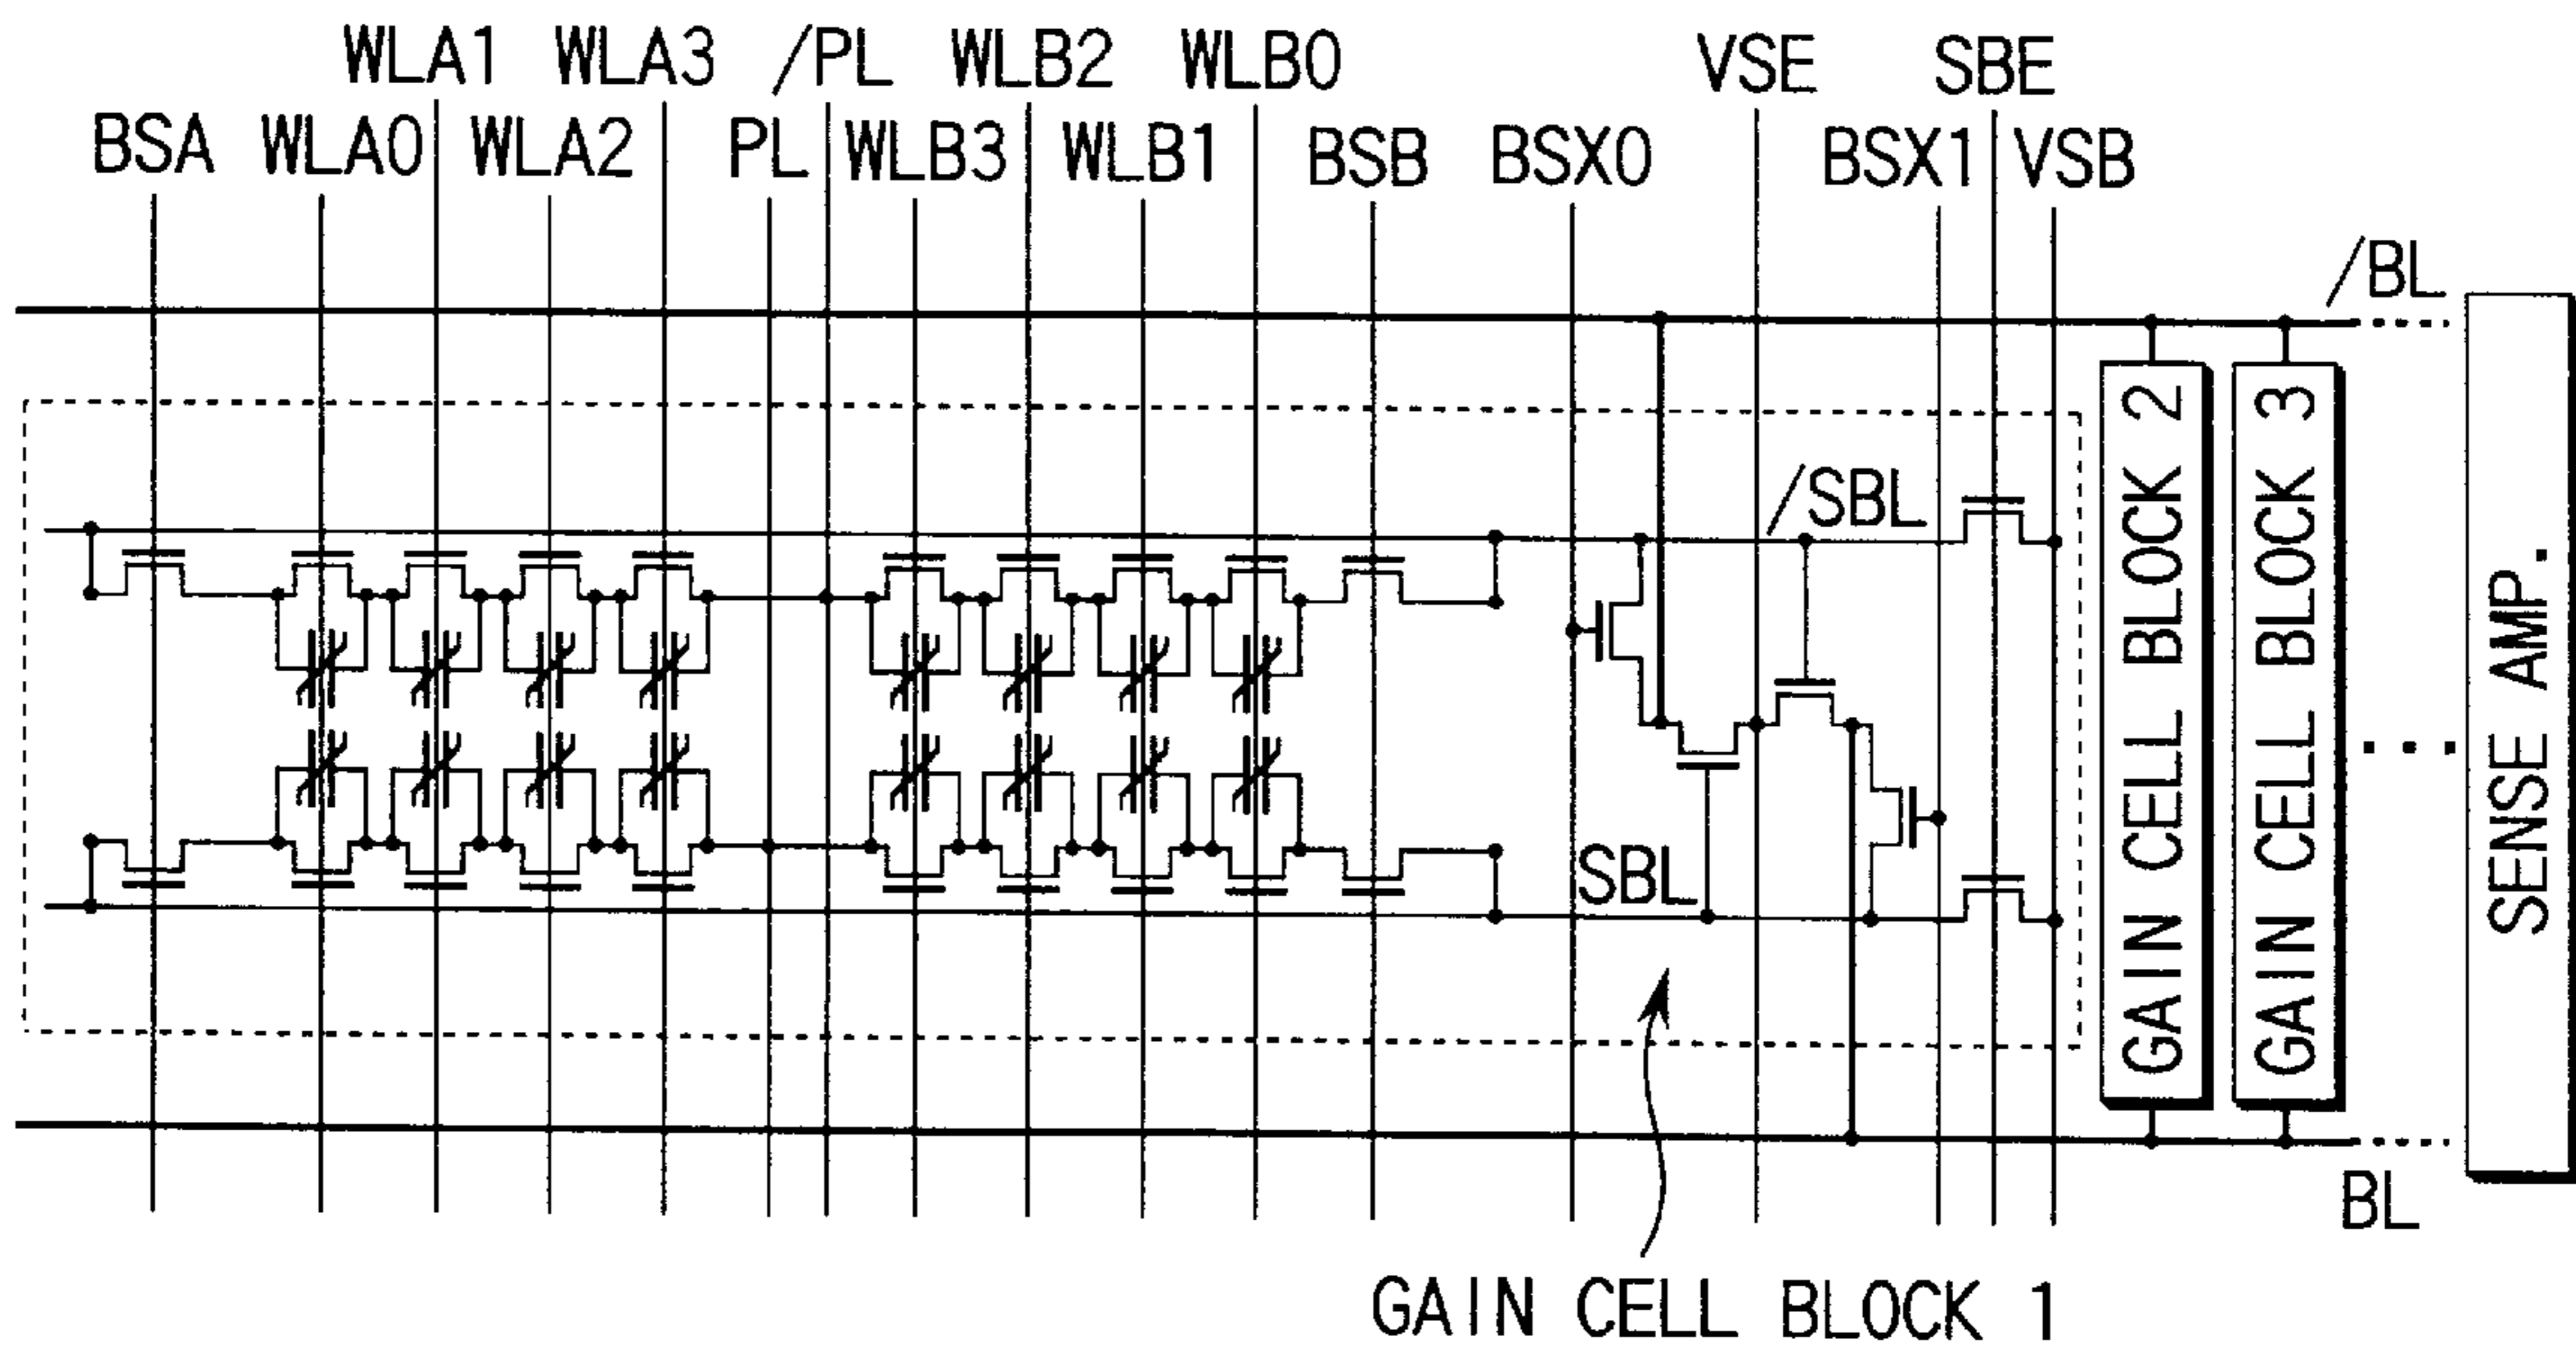 WLA1 WLA3 /PL WLB2 WLB0 VSE SBE
BSA WLA0 WLA2 PL WLB3 WLB1 BSB BSX0 BSX1 VSB
/BL
/SBL
SBL
GAIN CELL BLOCK 2
GAIN CELL BLOCK 3
SENSE AMP.
BL
GAIN CELL BLOCK 1